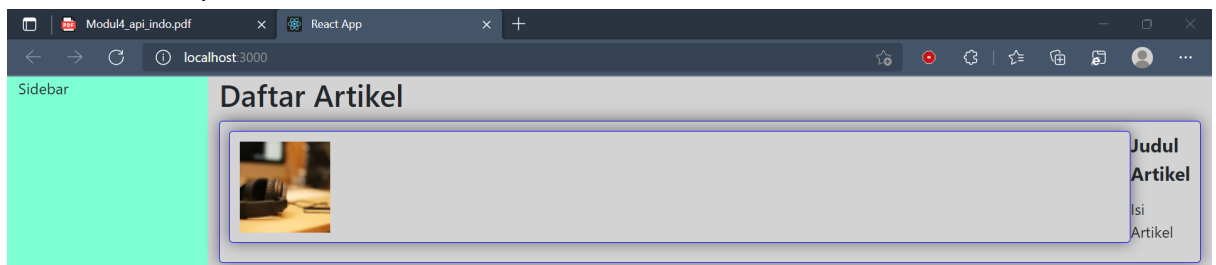 Modul4_api_indo.pdf
React App
localhost:3000
Sidebar
Daftar Artikel
Judul
Artikel
Isi
Artikel